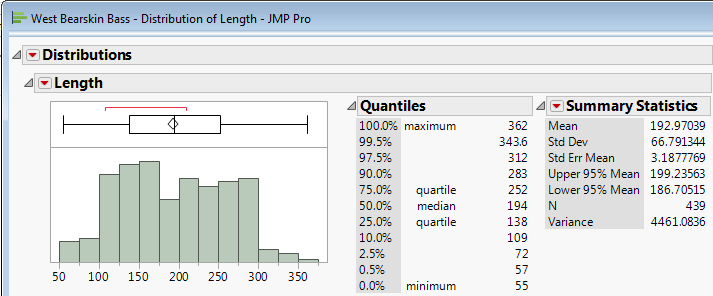 West Bearskin Bass - Distribution of Length - JMP Pro
Distributions
Length
50 100 150 200 250 300 350
Quantiles
100.0% maximum 362
99.5% 343.6
97.5% 312
90.0% 283
75.0% quartile 252
50.0% median 194
25.0% quartile 138
10.0% 109
2.5% 72
0.5% 57
0.0% minimum 55
Summary Statistics
Mean 192.97039
Std Dev 66.791344
Std Err Mean 3.1877769
Upper 95% Mean 199.23563
Lower 95% Mean 186.70515
N 439
Variance 4461.0836